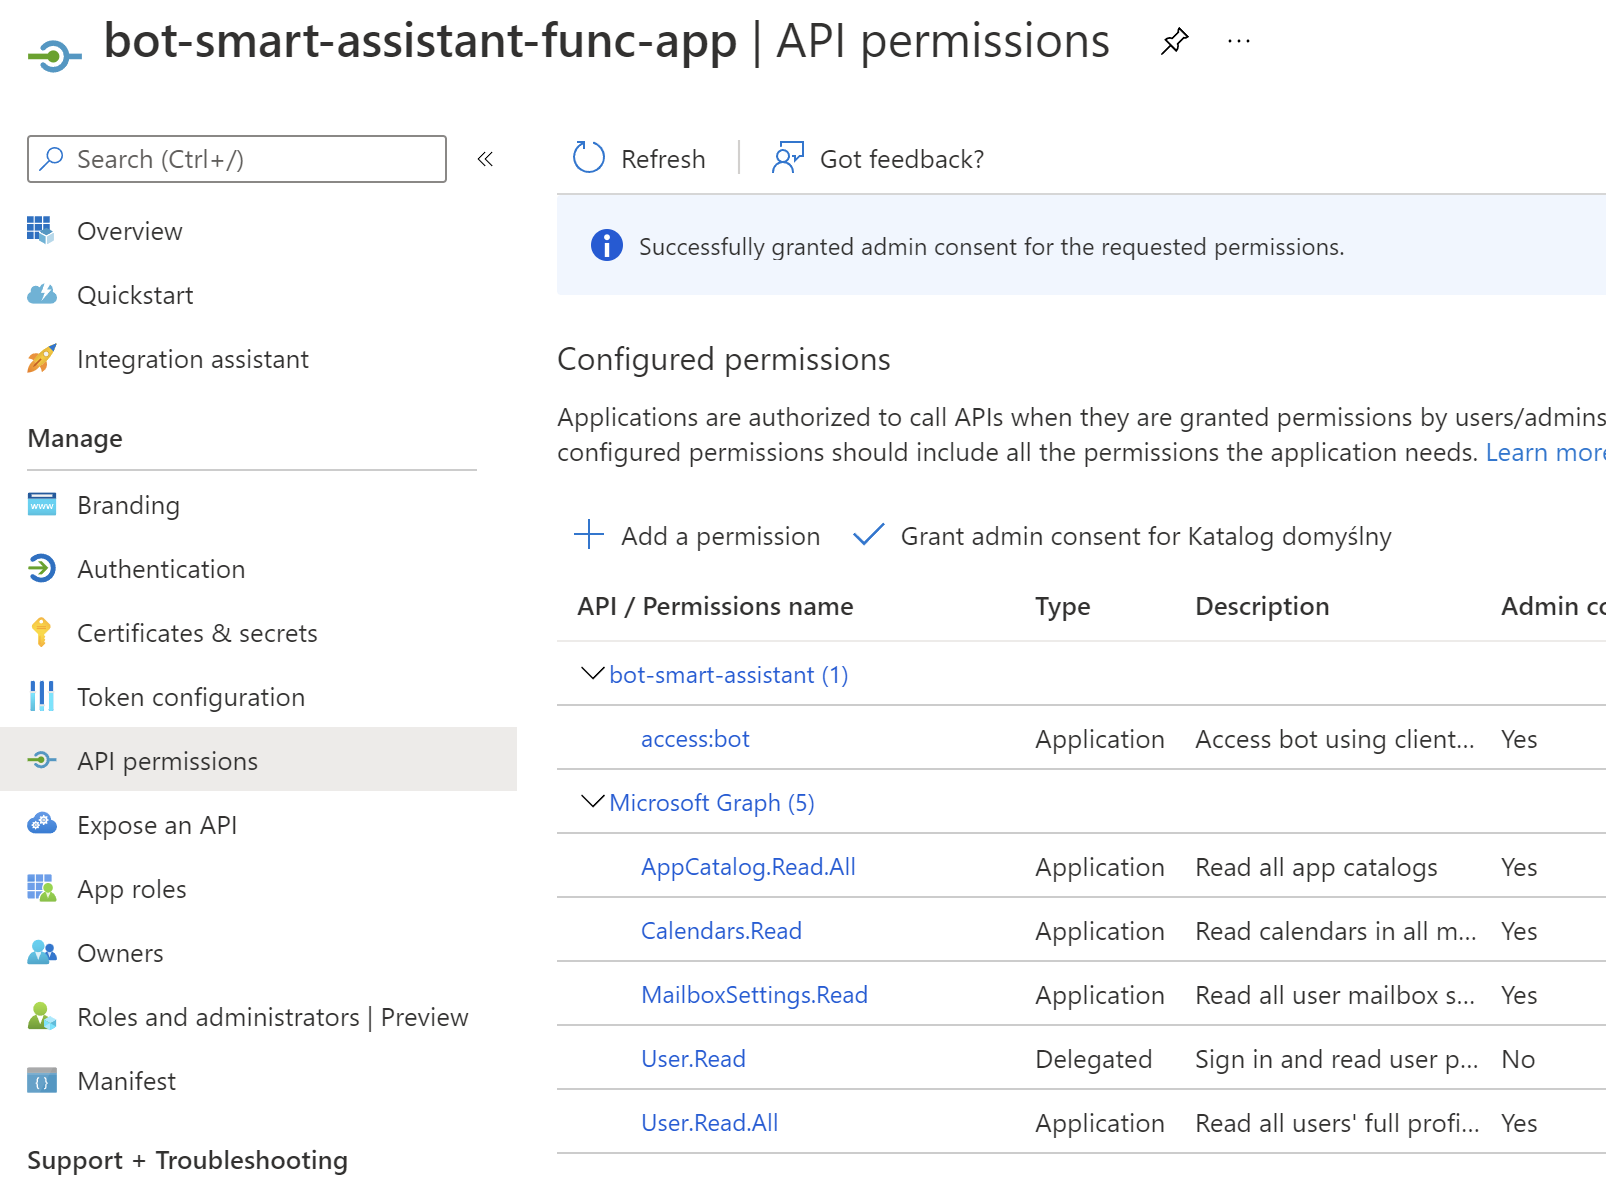 bot-smart-assistant-func-app | API permissions
Search (Ctrl+/)
Refresh
Got feedback?
Overview
Quickstart
Integration assistant
Successfully granted admin consent for the requested permissions.
Manage
Branding
Authentication
Certificates & secrets
Token configuration
API permissions
Expose an API
App roles
Owners
Roles and administrators | Preview
Manifest
Support + Troubleshooting
Configured permissions
Applications are authorized to call APIs when they are granted permissions by users/admins
configured permissions should include all the permissions the application needs. Learn more
Add a permission
Grant admin consent for Katalog domyślny
API / Permissions name Type Description Admin co
bot-smart-assistant (1)
access:bot Application Access bot using client... Yes
Microsoft Graph (5)
AppCatalog.Read.All Application Read all app catalogs Yes
Calendars.Read Application Read calendars in all m... Yes
MailboxSettings.Read Application Read all user mailbox s... Yes
User.Read Delegated Sign in and read user p... No
User.Read.All Application Read all users' full profi... Yes